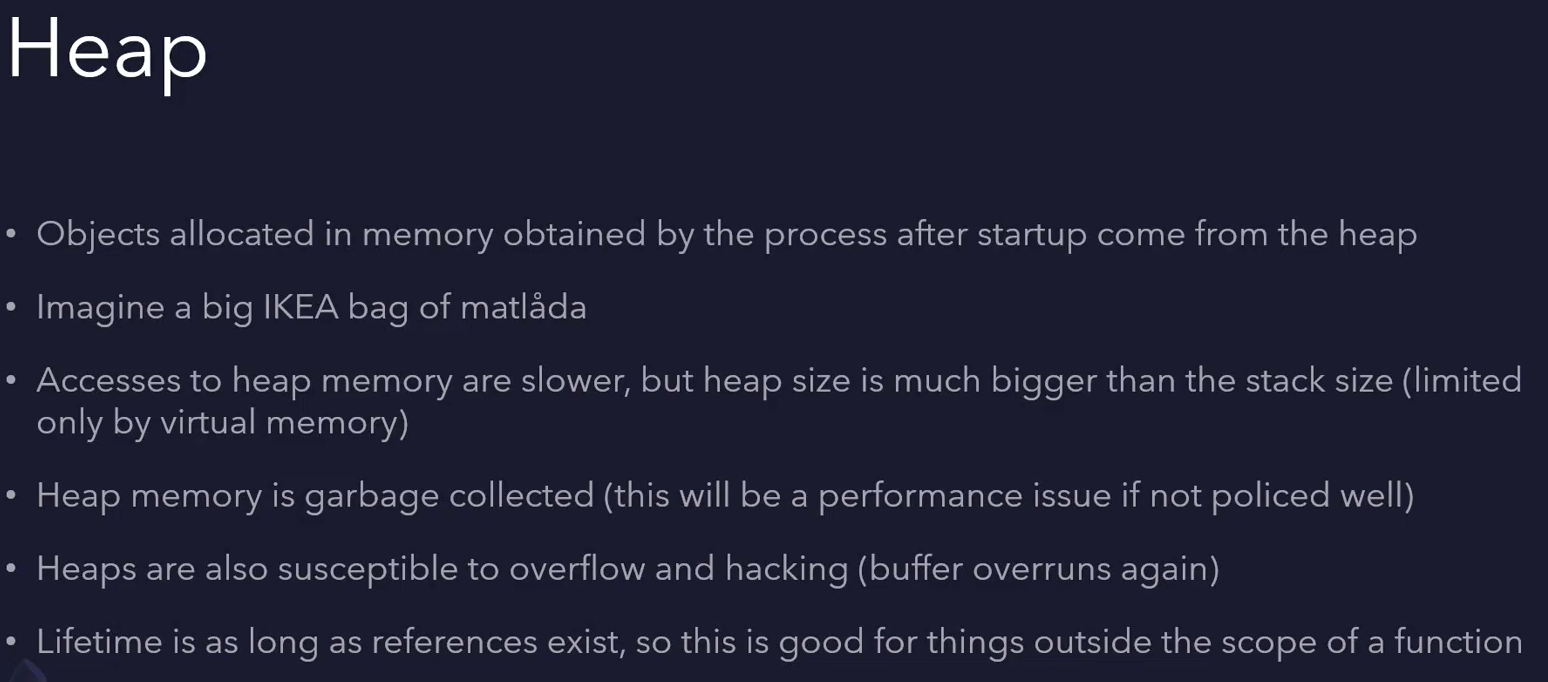 Heap
• Objects allocated in memory obtained by the process after startup come from the heap
• Imagine a big IKEA bag of matlåda
• Accesses to heap memory are slower, but heap size is much bigger than the stack size (limited
only by virtual memory)
• Heap memory is garbage collected (this will be a performance issue if not policed well)
• Heaps are also susceptible to overflow and hacking (buffer overruns again)
• Lifetime is as long as references exist, so this is good for things outside the scope of a function